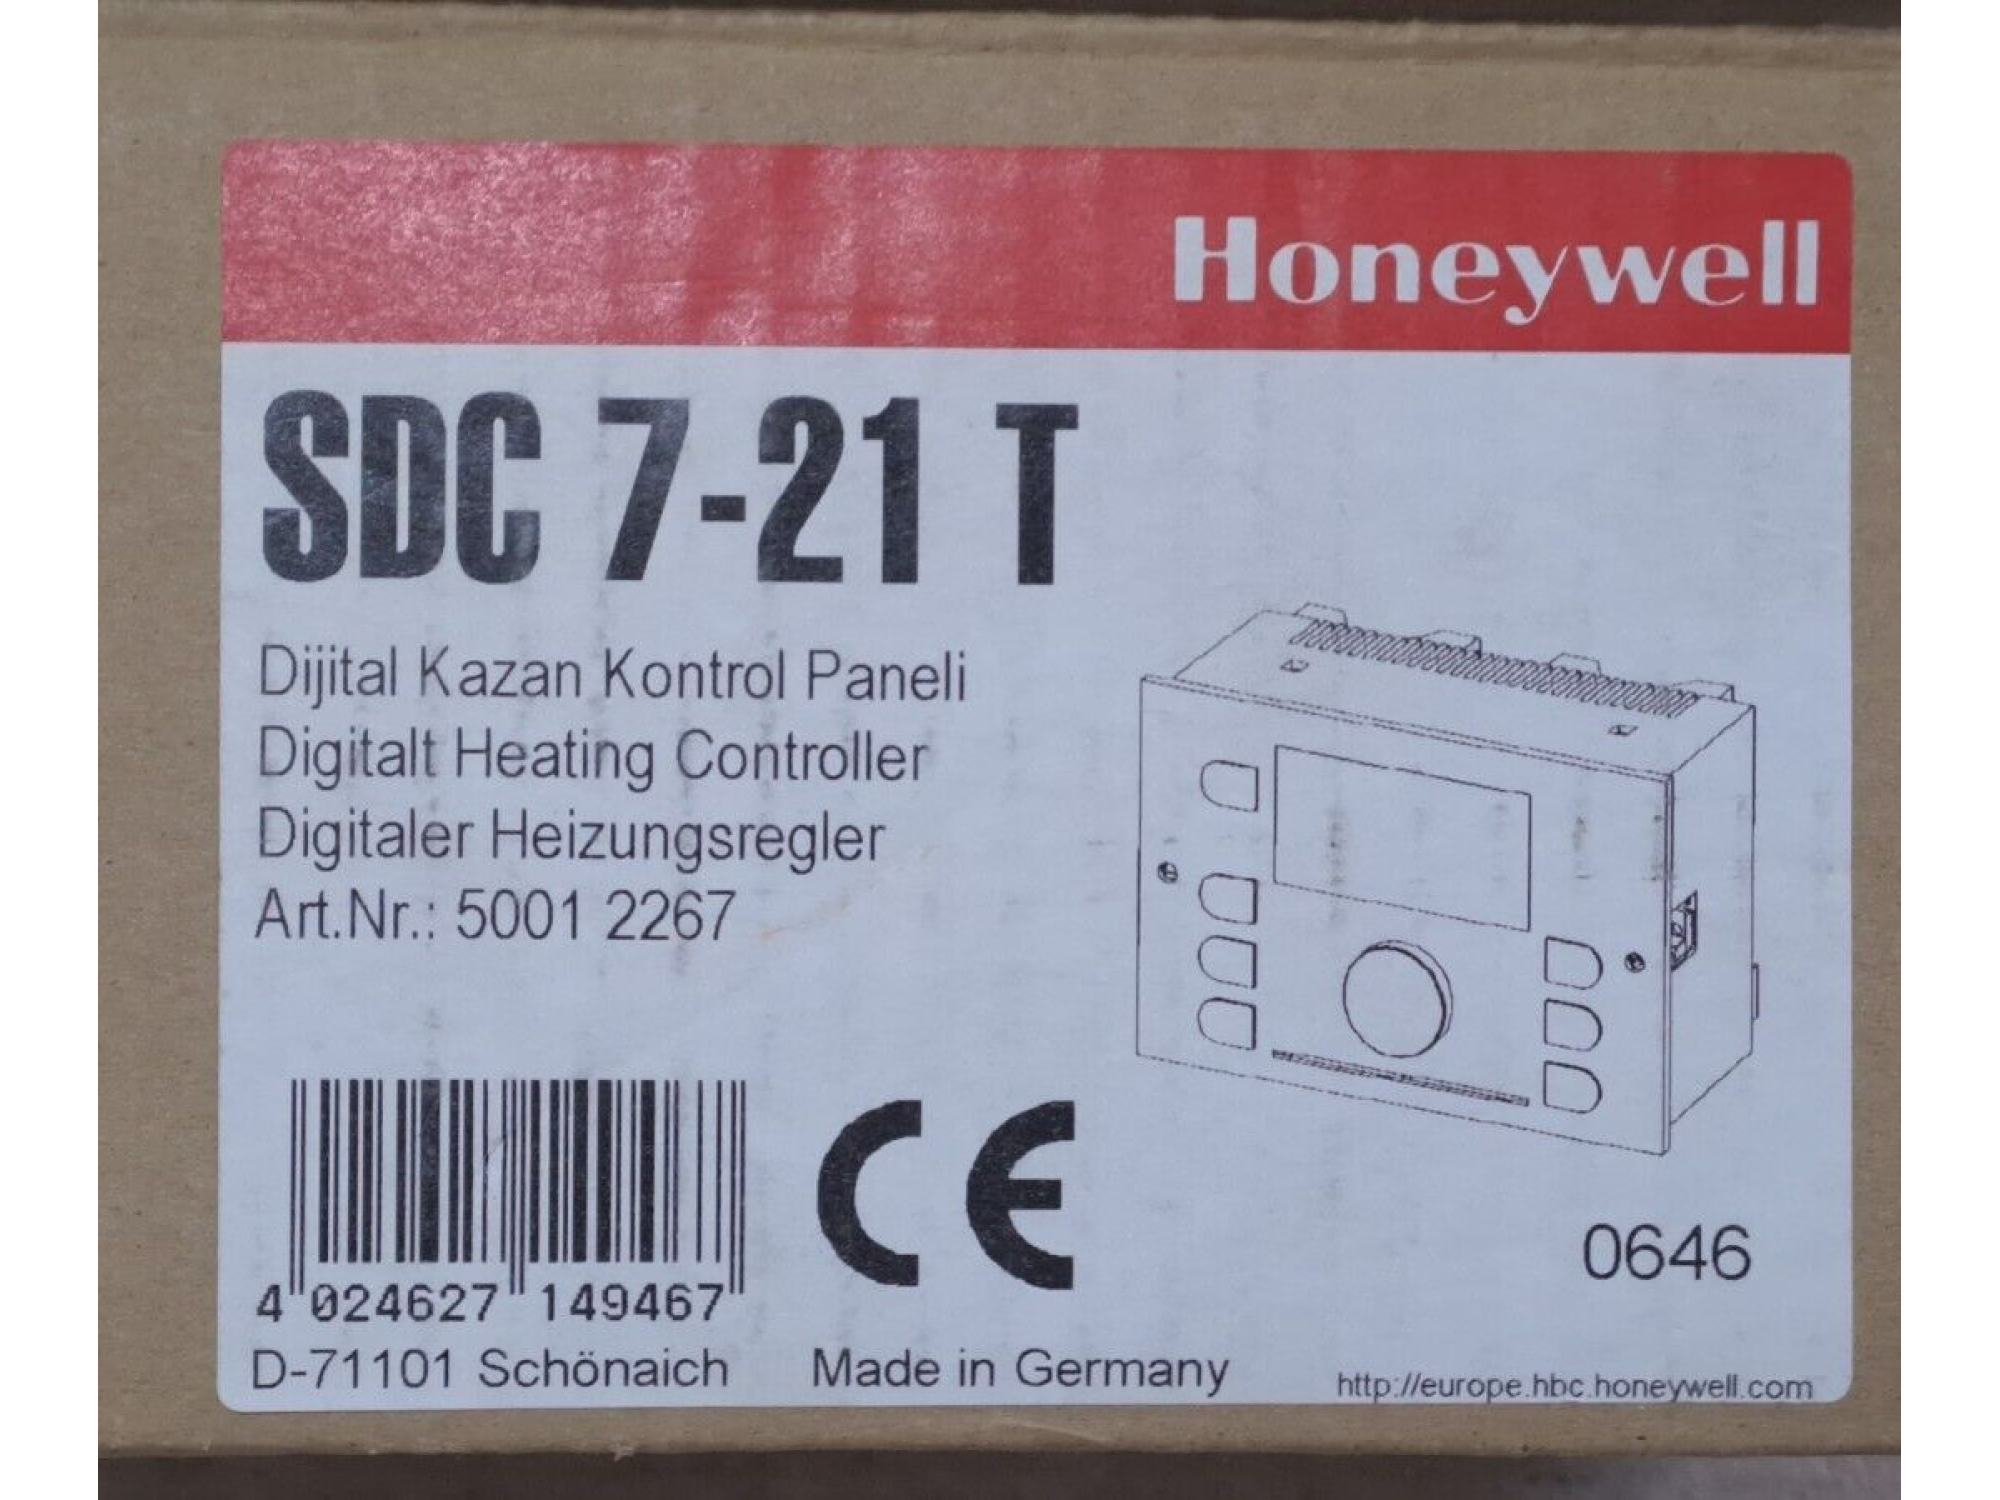 Honeywell
SDC 7-21 T
Dijital Kazan Kontrol Paneli
Digitalt Heating Controller
Digitaler Heizungsregler
Art.Nr.: 5001 2267
CE
0646
4 024627 149467
D-71101 Schönaich
Made in Germany
http://europe.hbc.honeywell.com